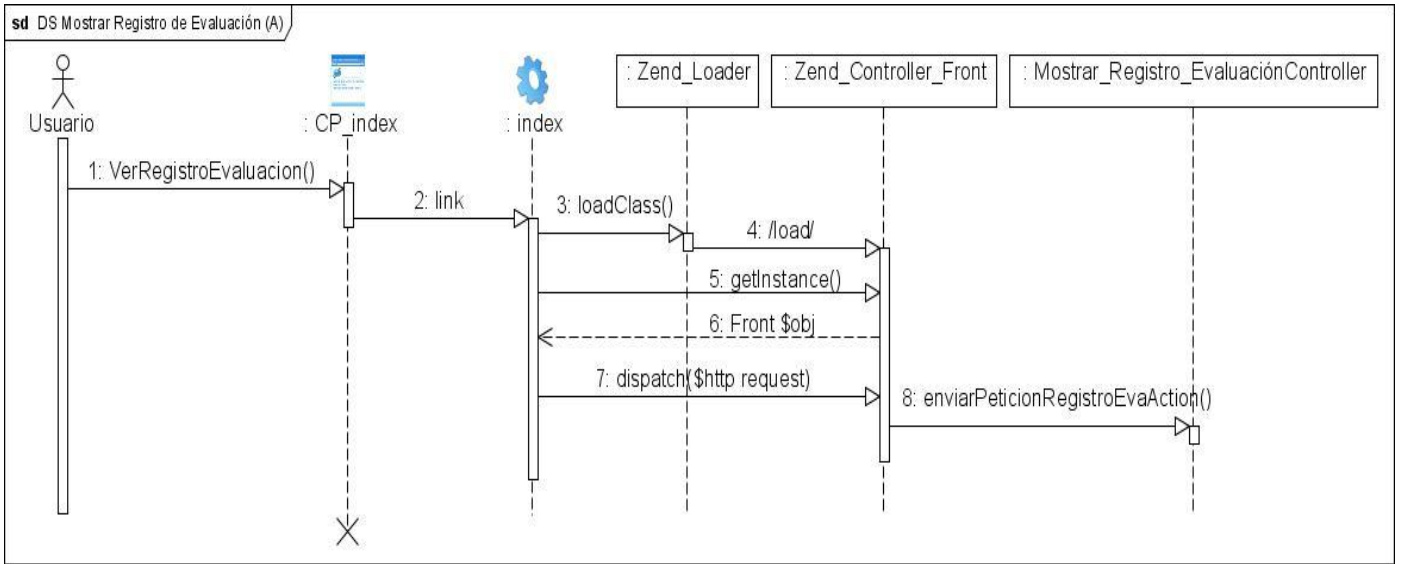 sd DS Mostrar Registro de Evaluación (A)
Usuario
: CP_index
: index
: Zend_Loader
: Zend_Controller_Front
: Mostrar_Registro_EvaluaciónController
1: VerRegistroEvaluacion()
2: link
3: loadClass()
4: /load/
5: getInstance()
6: Front $obj
7: dispatch($http request)
8: enviarPeticionRegistroEvaAction()